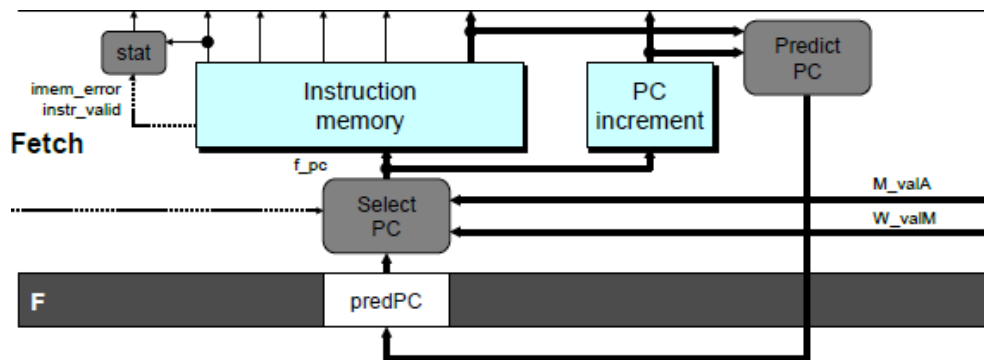 stat
Predict
PC
imem_error
instr_valid
Instruction
memory
PC
increment
Fetch
f_pc
Select
PC
M_valA
W_valM
F
predPC